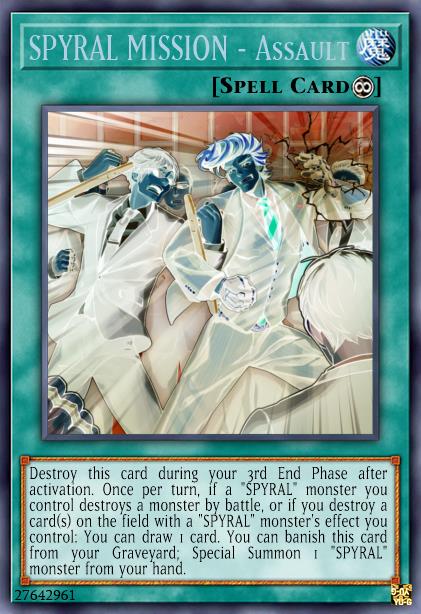 SPYRAL MISSION - Assault
[Spell Card]
Destroy this card during your 3rd End Phase after
activation. Once per turn, if a "SPYRAL" monster you
control destroys a monster by battle, or if you destroy a
card(s) on the field with a "SPYRAL" monster's effect you
control: You can draw 1 card. You can banish this card
from your Graveyard; Special Summon 1 "SPYRAL"
monster from your hand.
27642961